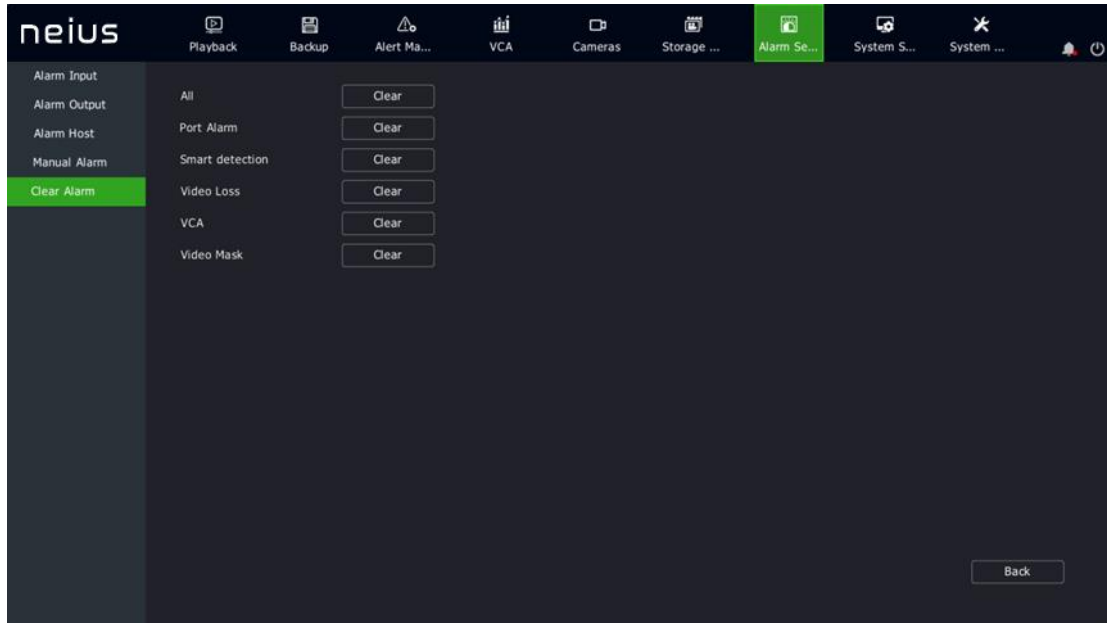 neius
Playback
Backup
Alert Ma...
VCA
Cameras
Storage ...
Alarm Se...
System S...
System ...
Alarm Input
Alarm Output
Alarm Host
Manual Alarm
Clear Alarm
All Clear
Port Alarm Clear
Smart detection Clear
Video Loss Clear
VCA Clear
Video Mask Clear
Back